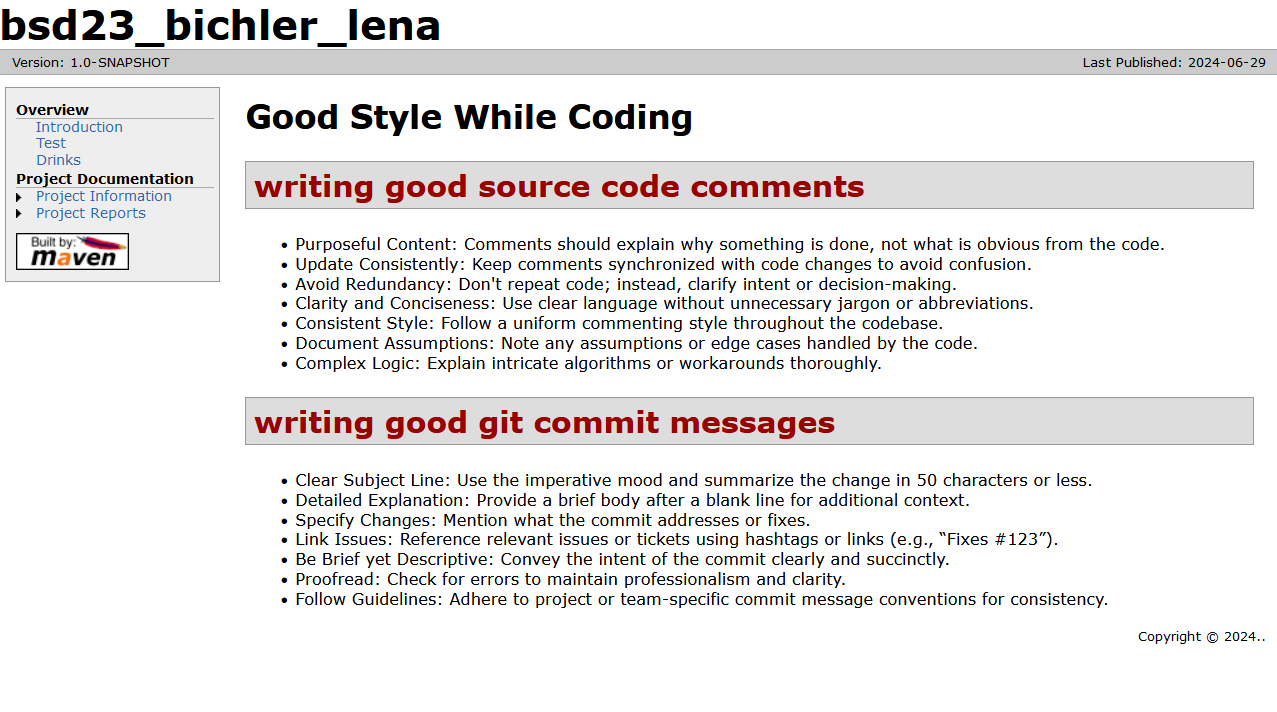 bsd23_bichler_lena
Version: 1.0-SNAPSHOT
Last Published: 2024-06-29
Overview
Introduction
Test
Drinks
Project Documentation
Project Information
Project Reports
Built by:
maven
Good Style While Coding
writing good source code comments
• Purposeful Content: Comments should explain why something is done, not what is obvious from the code.
• Update Consistently: Keep comments synchronized with code changes to avoid confusion.
• Avoid Redundancy: Don't repeat code; instead, clarify intent or decision-making.
• Clarity and Conciseness: Use clear language without unnecessary jargon or abbreviations.
• Consistent Style: Follow a uniform commenting style throughout the codebase.
• Document Assumptions: Note any assumptions or edge cases handled by the code.
• Complex Logic: Explain intricate algorithms or workarounds thoroughly.
writing good git commit messages
• Clear Subject Line: Use the imperative mood and summarize the change in 50 characters or less.
• Detailed Explanation: Provide a brief body after a blank line for additional context.
• Specify Changes: Mention what the commit addresses or fixes.
• Link Issues: Reference relevant issues or tickets using hashtags or links (e.g., “Fixes #123”).
• Be Brief yet Descriptive: Convey the intent of the commit clearly and succinctly.
• Proofread: Check for errors to maintain professionalism and clarity.
• Follow Guidelines: Adhere to project or team-specific commit message conventions for consistency.
Copyright © 2024..